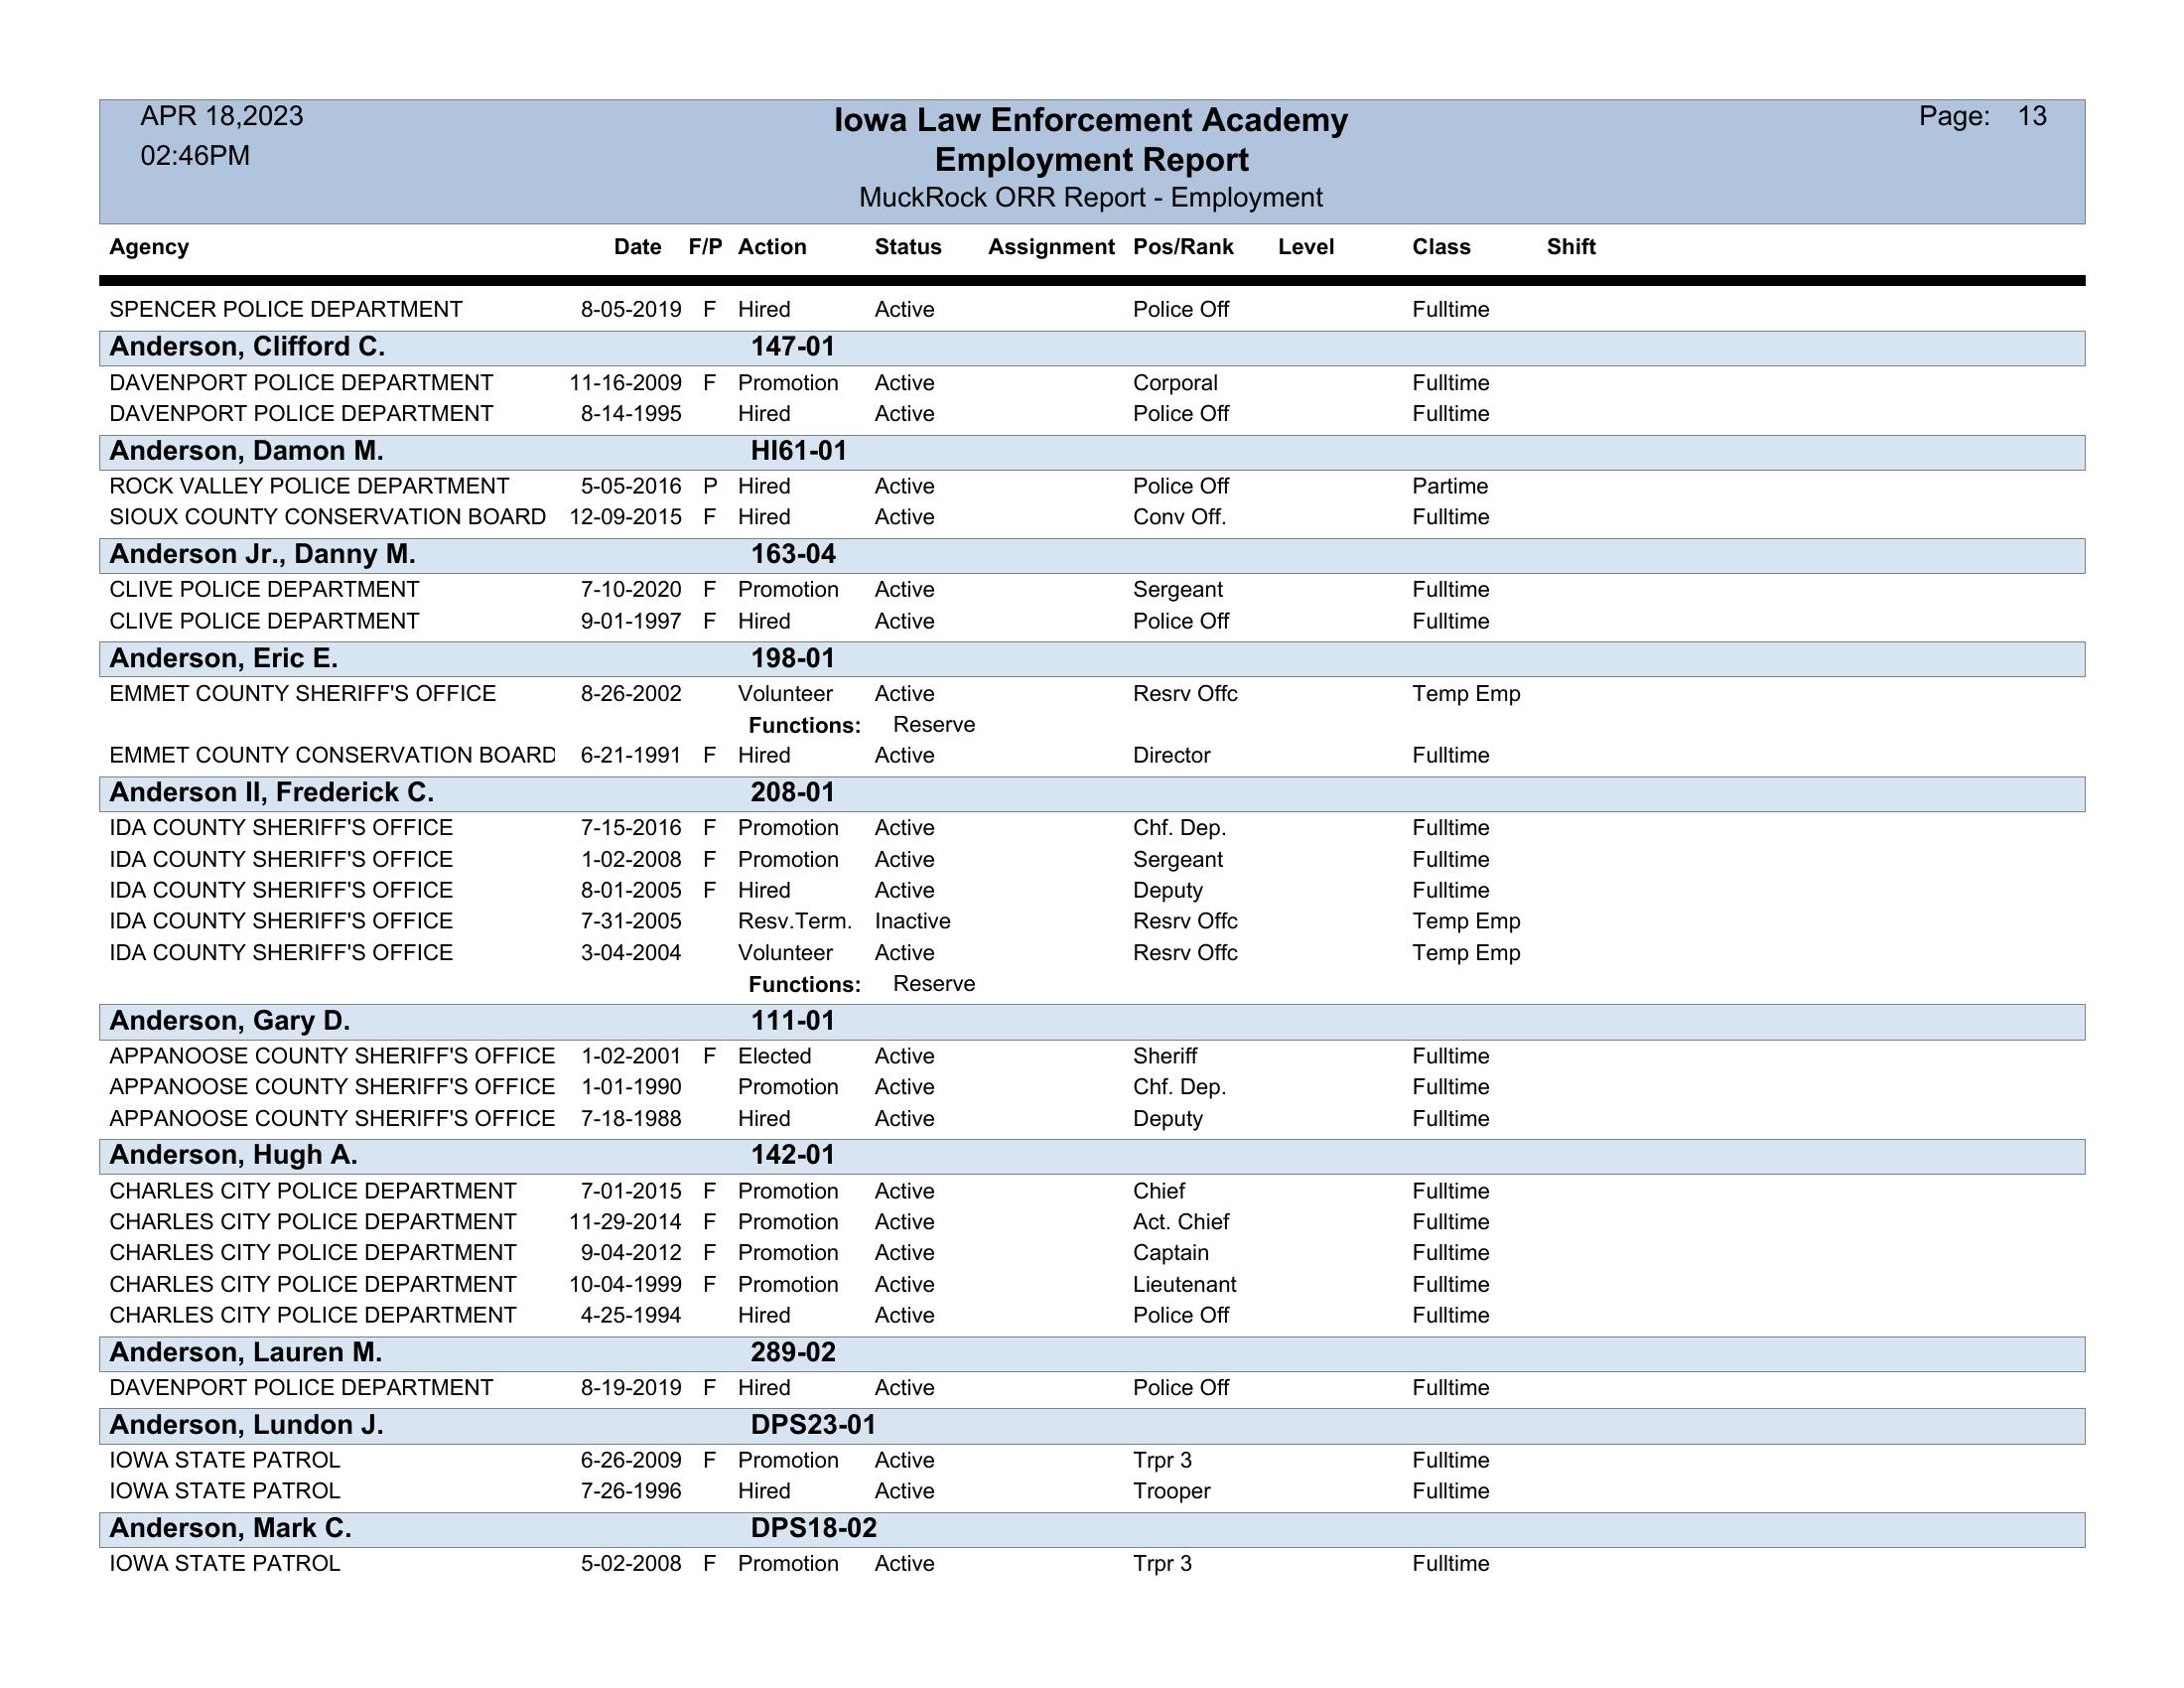 APR 18,2023
Iowa Law Enforcement Academy
Page: 13
02:46PM
Employment Report
MuckRock ORR Report - Employment
Agency Date F/P Action Status Assignment Pos/Rank Level Class Shift
SPENCER POLICE DEPARTMENT 8-05-2019 F Hired Active Police Off Fulltime
Anderson, Clifford C. 147-01
DAVENPORT POLICE DEPARTMENT 11-16-2009 F Promotion Active Corporal Fulltime
DAVENPORT POLICE DEPARTMENT 8-14-1995 Hired Active Police Off Fulltime
Anderson, Damon M. HI61-01
ROCK VALLEY POLICE DEPARTMENT 5-05-2016 P Hired Active Police Off Partime
SIOUX COUNTY CONSERVATION BOARD 12-09-2015 F Hired Active Conv Off. Fulltime
Anderson Jr., Danny M. 163-04
CLIVE POLICE DEPARTMENT 7-10-2020 F Promotion Active Sergeant Fulltime
CLIVE POLICE DEPARTMENT 9-01-1997 F Hired Active Police Off Fulltime
Anderson, Eric E. 198-01
EMMET COUNTY SHERIFF'S OFFICE 8-26-2002 Volunteer Active Resrv Offc Temp Emp
Functions: Reserve
EMMET COUNTY CONSERVATION BOARD 6-21-1991 F Hired Active Director Fulltime
Anderson II, Frederick C. 208-01
IDA COUNTY SHERIFF'S OFFICE 7-15-2016 F Promotion Active Chf. Dep. Fulltime
IDA COUNTY SHERIFF'S OFFICE 1-02-2008 F Promotion Active Sergeant Fulltime
IDA COUNTY SHERIFF'S OFFICE 8-01-2005 F Hired Active Deputy Fulltime
IDA COUNTY SHERIFF'S OFFICE 7-31-2005 Resv.Term. Inactive Resrv Offc Temp Emp
IDA COUNTY SHERIFF'S OFFICE 3-04-2004 Volunteer Active Resrv Offc Temp Emp
Functions: Reserve
Anderson, Gary D. 111-01
APPANOOSE COUNTY SHERIFF'S OFFICE 1-02-2001 F Elected Active Sheriff Fulltime
APPANOOSE COUNTY SHERIFF'S OFFICE 1-01-1990 Promotion Active Chf. Dep. Fulltime
APPANOOSE COUNTY SHERIFF'S OFFICE 7-18-1988 Hired Active Deputy Fulltime
Anderson, Hugh A. 142-01
CHARLES CITY POLICE DEPARTMENT 7-01-2015 F Promotion Active Chief Fulltime
CHARLES CITY POLICE DEPARTMENT 11-29-2014 F Promotion Active Act. Chief Fulltime
CHARLES CITY POLICE DEPARTMENT 9-04-2012 F Promotion Active Captain Fulltime
CHARLES CITY POLICE DEPARTMENT 10-04-1999 F Promotion Active Lieutenant Fulltime
CHARLES CITY POLICE DEPARTMENT 4-25-1994 Hired Active Police Off Fulltime
Anderson, Lauren M. 289-02
DAVENPORT POLICE DEPARTMENT 8-19-2019 F Hired Active Police Off Fulltime
Anderson, Lundon J. DPS23-01
IOWA STATE PATROL 6-26-2009 F Promotion Active Trpr 3 Fulltime
IOWA STATE PATROL 7-26-1996 Hired Active Trooper Fulltime
Anderson, Mark C. DPS18-02
IOWA STATE PATROL 5-02-2008 F Promotion Active Trpr 3 Fulltime